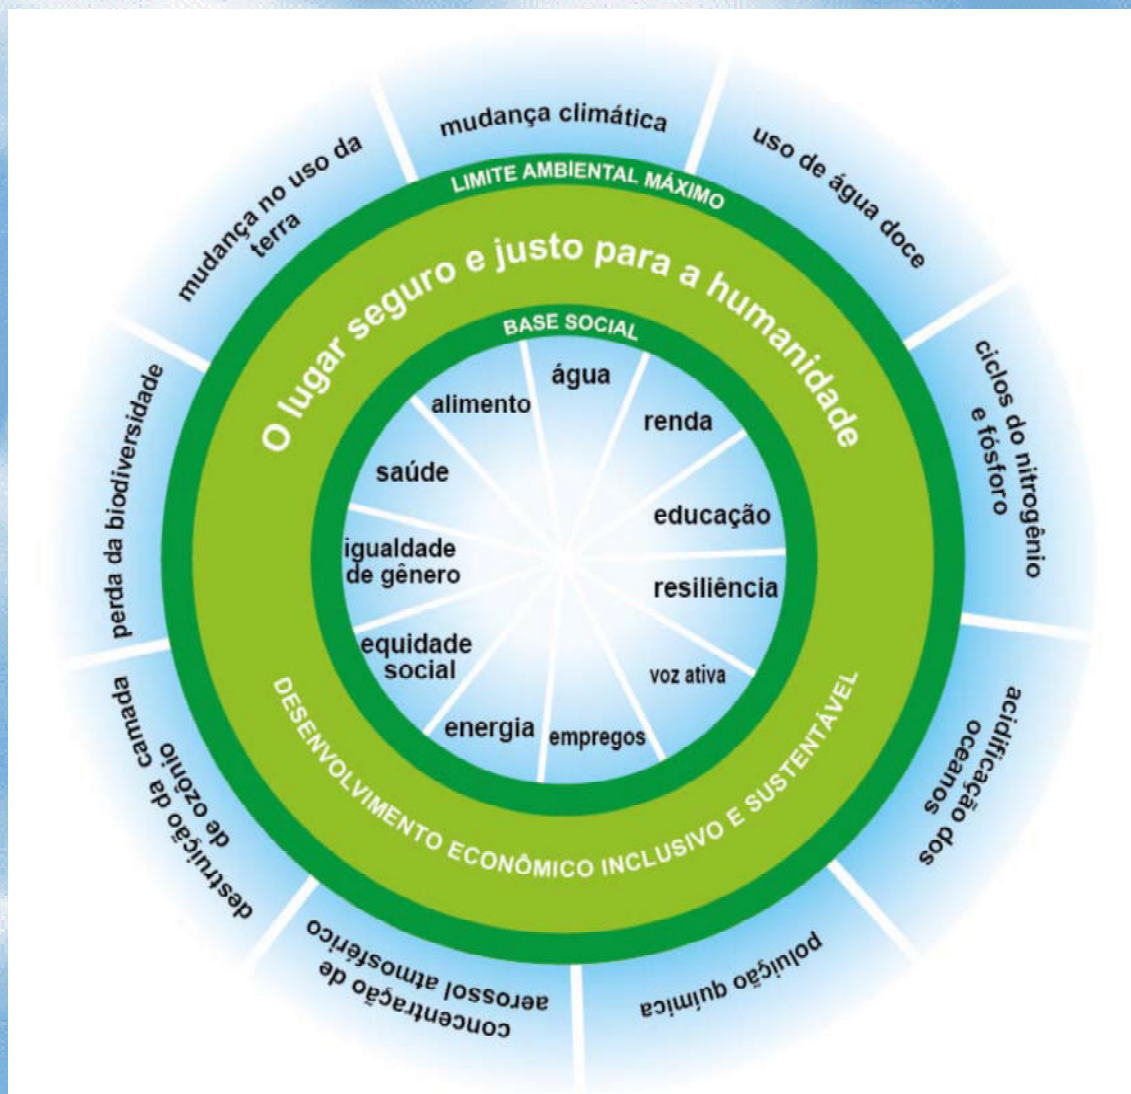 mudança climática
uso de água doce
ciclos do nitrogênio
e fósforo
acidificação dos
oceanos
poluição química
concentração de
aerossol atmosférico
destruição da camada
de ozônio
perda da biodiversidade
mudança no uso da
terra
LIMITE AMBIENTAL MÁXIMO
O lugar seguro e justo para a humanidade
BASE SOCIAL
água
renda
educação
resiliência
voz ativa
empregos
energia
equidade
social
igualdade
de gênero
saúde
alimento
DESENVOLVIMENTO ECONÔMICO INCLUSIVO E SUSTENTÁVEL